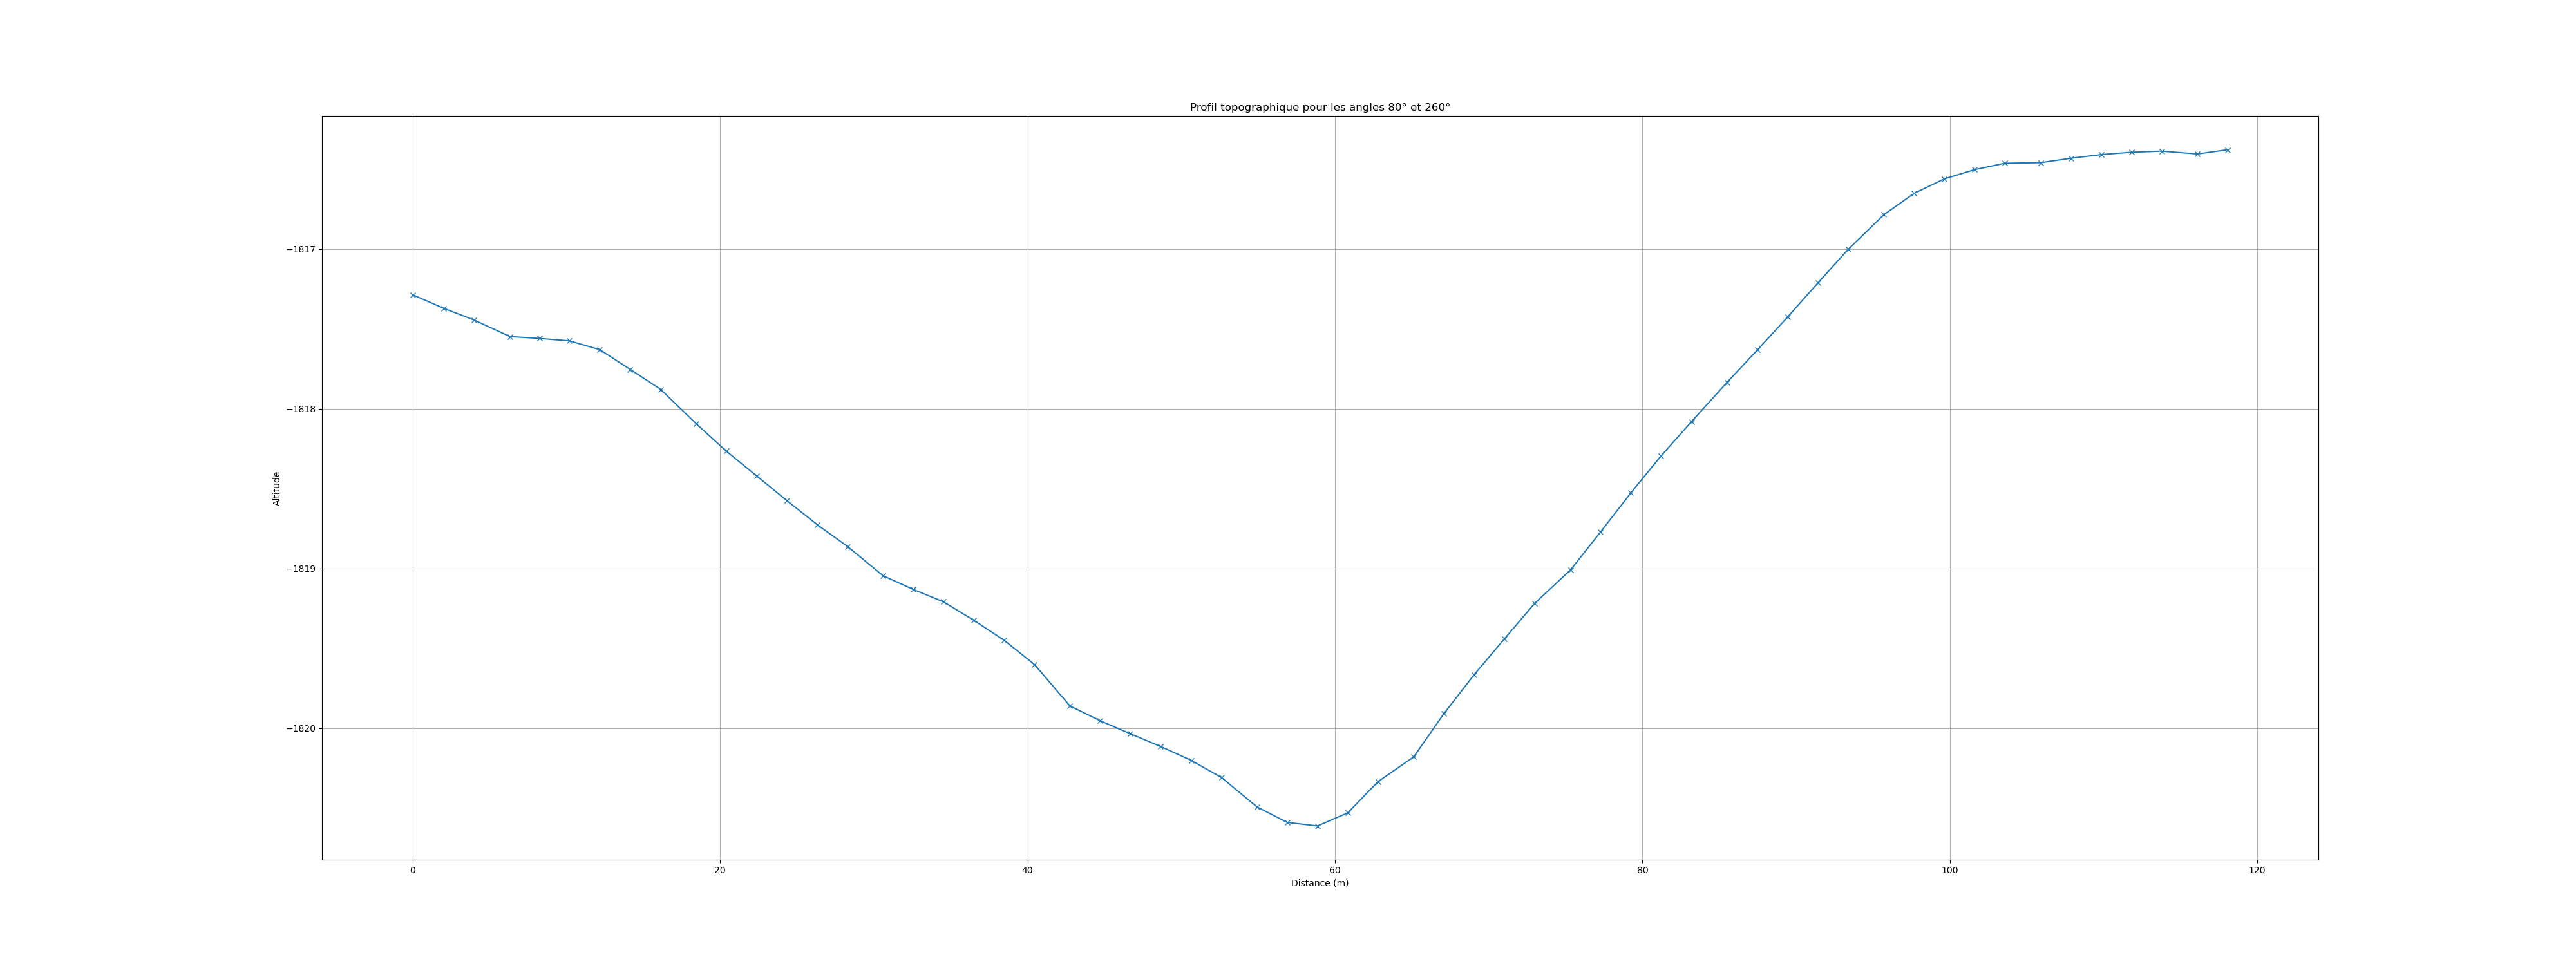 Profil topographique pour les angles 80° et 260°
−1817
−1818
−1819
−1820
Altitude
0 20 40 60 80 100 120
Distance (m)